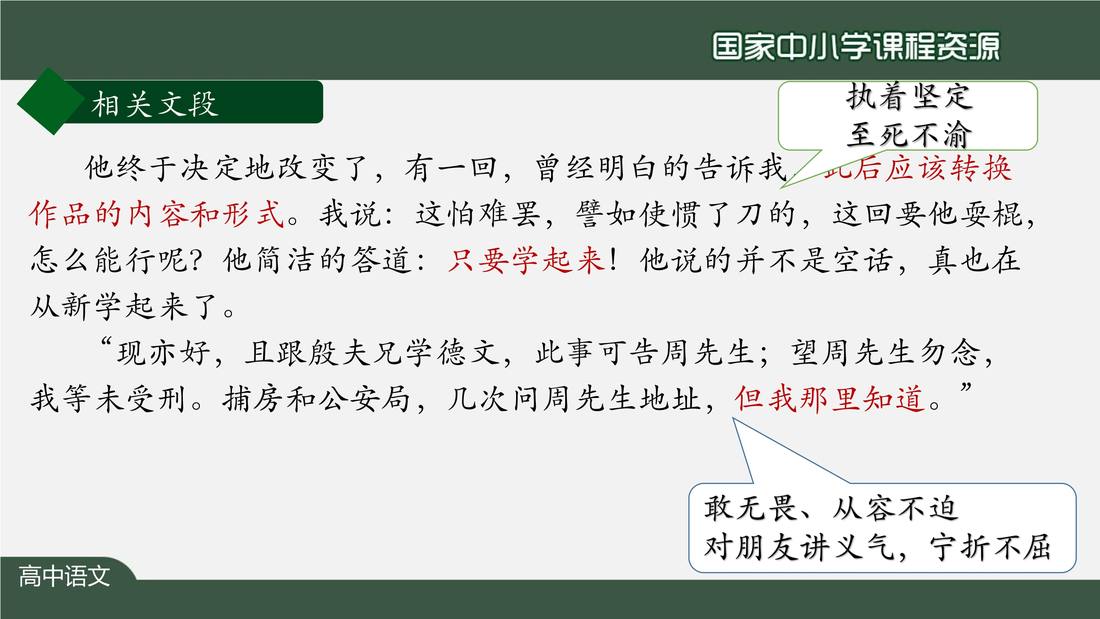 国家中小学课程资源
相关文段
执着坚定
至死不渝
他终于决定地改变了，有一回，曾经明白的告诉我，此后应该转换
作品的内容和形式。我说：这怕难罢，譬如使惯了刀的，这回要他耍棍，
怎么能行呢？他简洁的答道：只要学起来！他说的并不是空话，真也在
从新学起来了。
“现亦好，且跟殷夫兄学德文，此事可告周先生；望周先生勿念，
我等未受刑。捕房和公安局，几次问周先生地址，但我那里知道。”
敢无畏、从容不迫
对朋友讲义气，宁折不屈
高中语文